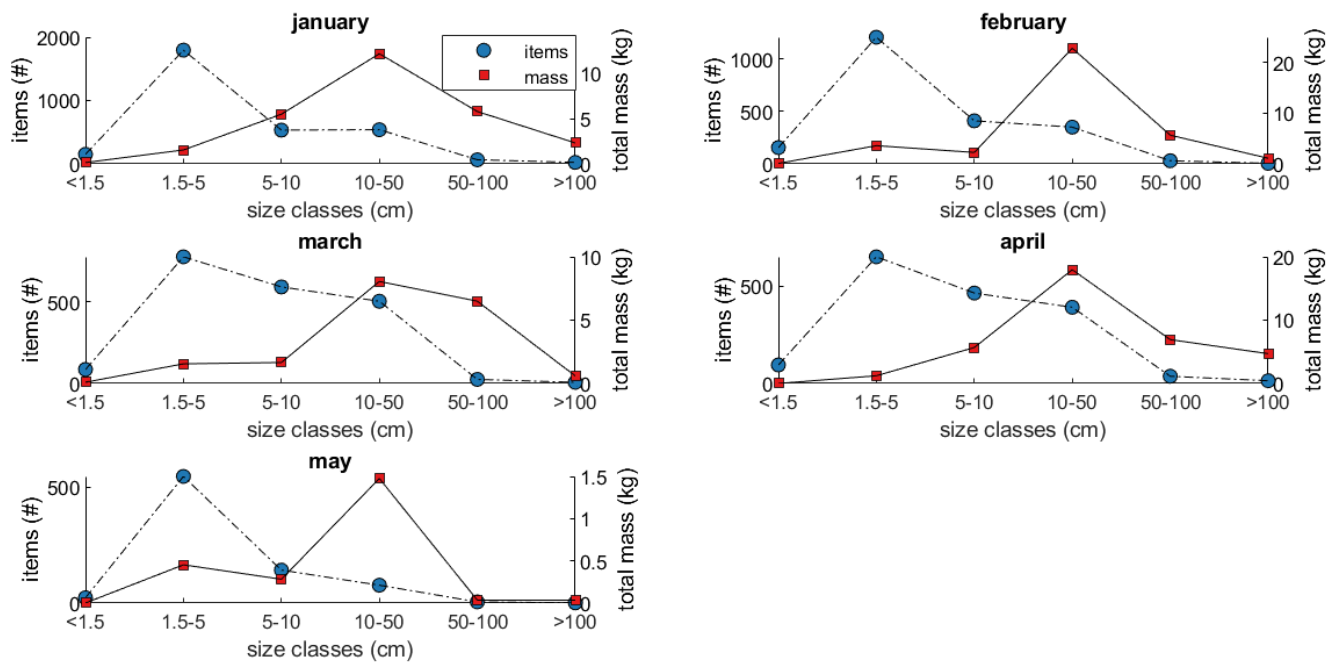 january
items (#)
2000
1000
0
total mass (kg)
10
5
0
items
mass
<1.5 1.5-5 5-10 10-50 50-100 >100
size classes (cm)
february
items (#)
1000
500
0
total mass (kg)
20
10
0
<1.5 1.5-5 5-10 10-50 50-100 >100
size classes (cm)
march
items (#)
500
0
total mass (kg)
10
5
0
<1.5 1.5-5 5-10 10-50 50-100 >100
size classes (cm)
april
items (#)
500
0
total mass (kg)
20
10
0
<1.5 1.5-5 5-10 10-50 50-100 >100
size classes (cm)
may
items (#)
500
0
total mass (kg)
1.5
1
0.5
0
<1.5 1.5-5 5-10 10-50 50-100 >100
size classes (cm)